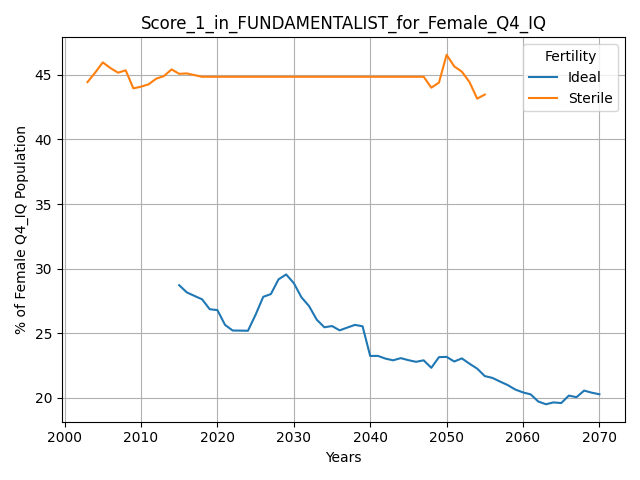 Score_1_in_FUNDAMENTALIST_for_Female_Q4_IQ
% of Female Q4_IQ Population
45
40
35
30
25
20
Fertility
Ideal
Sterile
2000 2010 2020 2030 2040 2050 2060 2070
Years